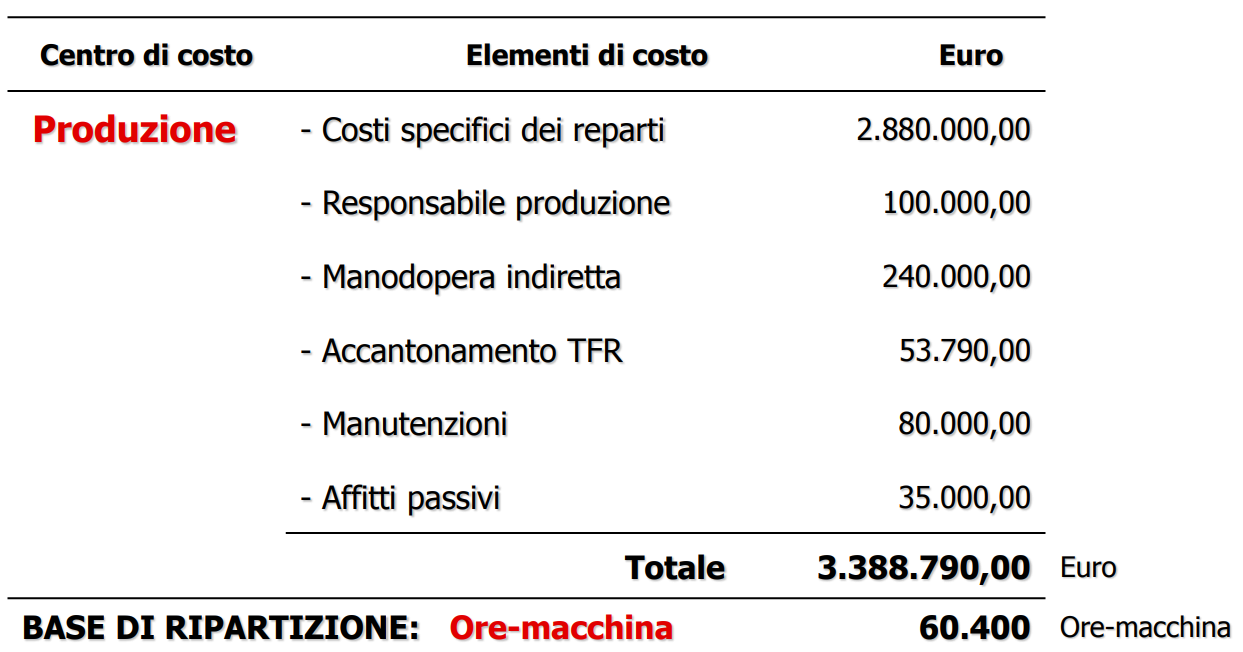 Centro di costo Elementi di costo Euro
Produzione - Costi specifici dei reparti 2.880.000,00
- Responsabile produzione 100.000,00
- Manodopera indiretta 240.000,00
- Accantonamento TFR 53.790,00
- Manutenzioni 80.000,00
- Affitti passivi 35.000,00
Totale 3.388.790,00 Euro
BASE DI RIPARTIZIONE: Ore-macchina 60.400 Ore-macchina